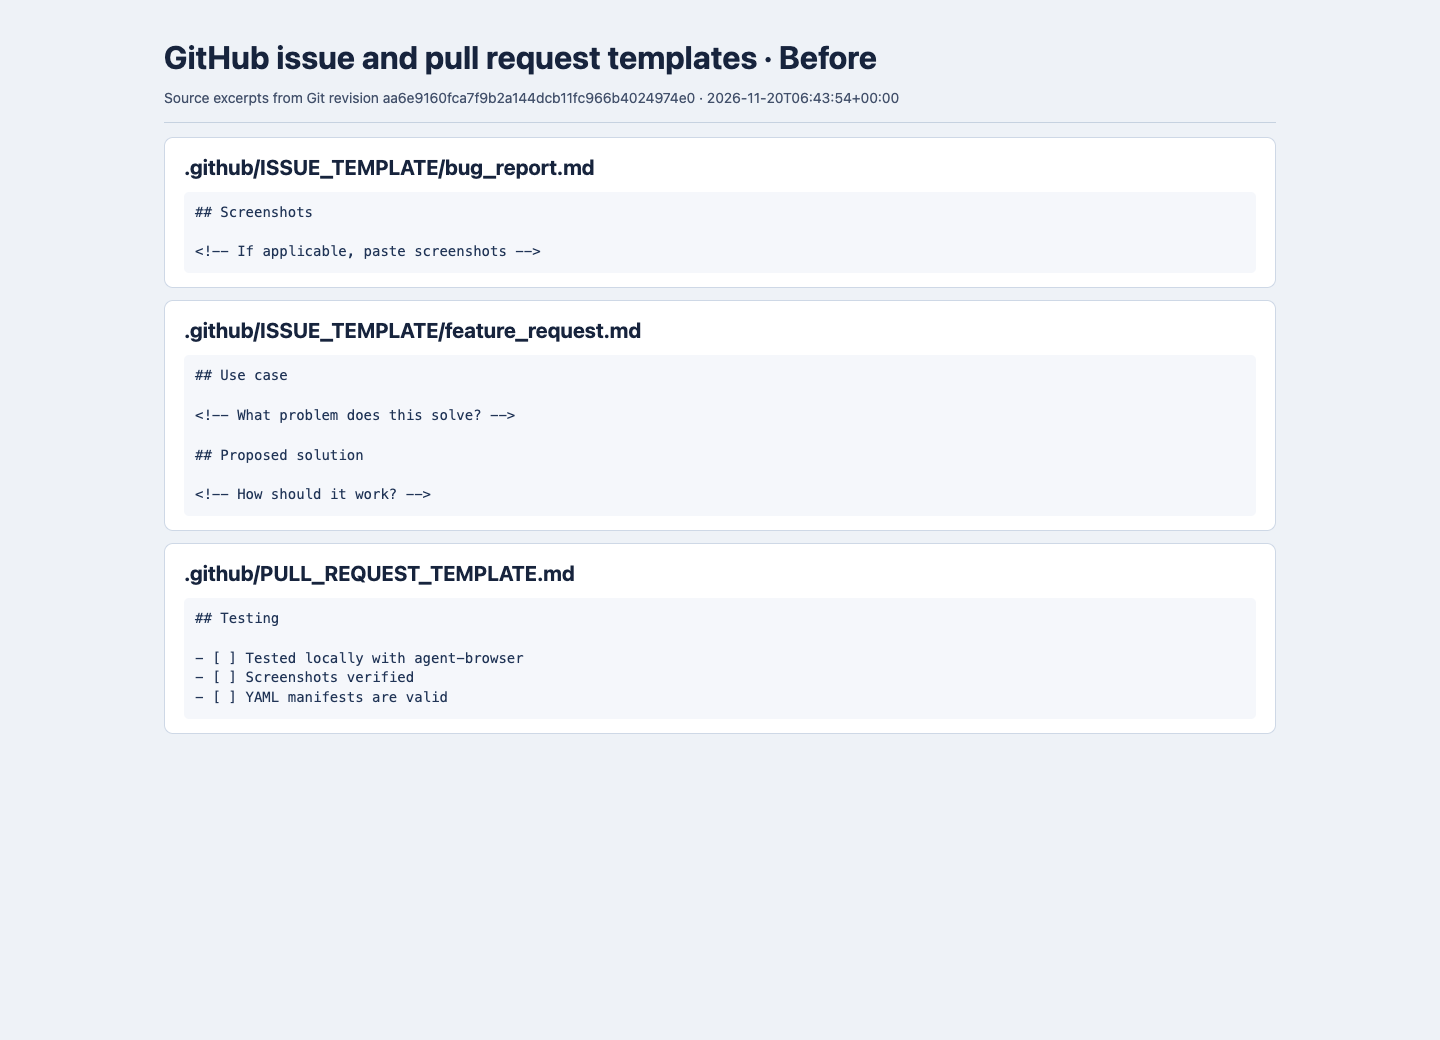 GitHub issue and pull request templates · Before
Source excerpts from Git revision aa6e9160fca7f9b2a144dcb11fc966b4024974e0 · 2026-11-20T06:43:54+00:00
.github/ISSUE_TEMPLATE/bug_report.md
## Screenshots
<!-- If applicable, paste screenshots -->
.github/ISSUE_TEMPLATE/feature_request.md
## Use case
<!-- What problem does this solve? -->
## Proposed solution
<!-- How should it work? -->
.github/PULL_REQUEST_TEMPLATE.md
## Testing
- [ ] Tested locally with agent-browser
- [ ] Screenshots verified
- [ ] YAML manifests are valid